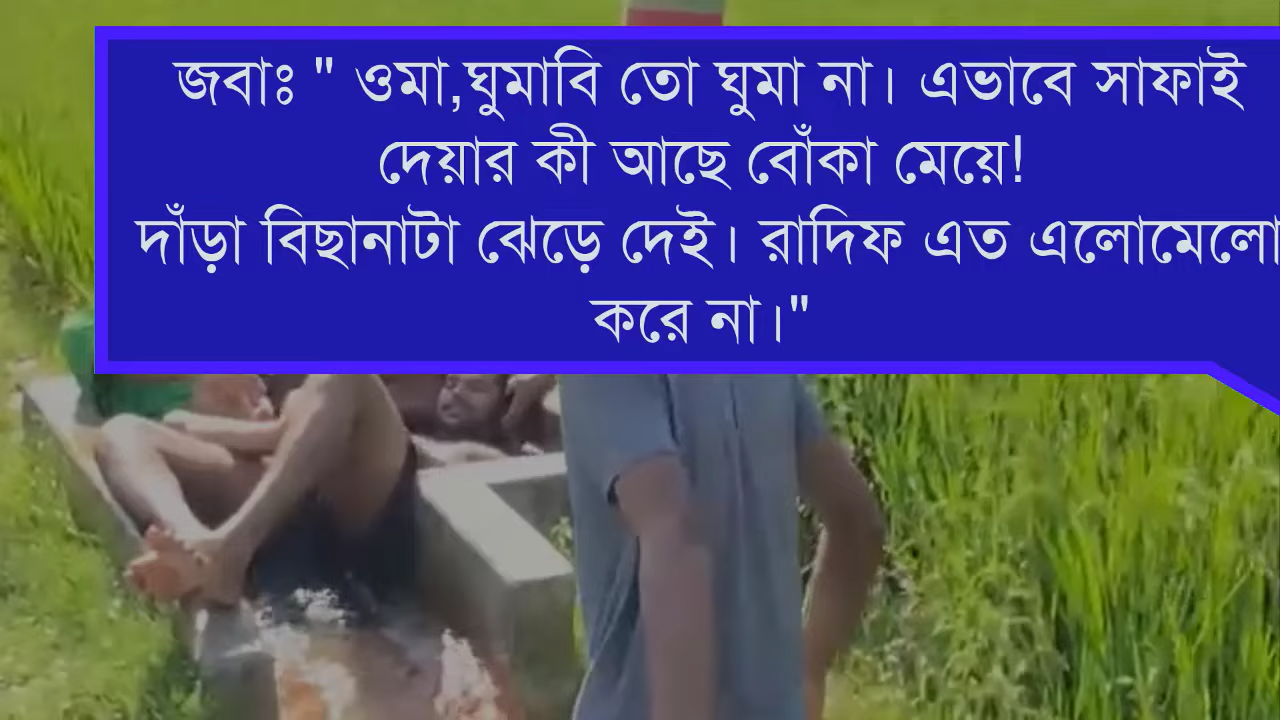 জবাঃ " ওমা,ঘুমাবি তো ঘুমা না। এভাবে সাফাই
দেয়ার কী আছে বোঁকা মেয়ে!
দাঁড়া বিছানাটা ঝেড়ে দেই। রাদিফ এত এলোমেলো
করে না।"